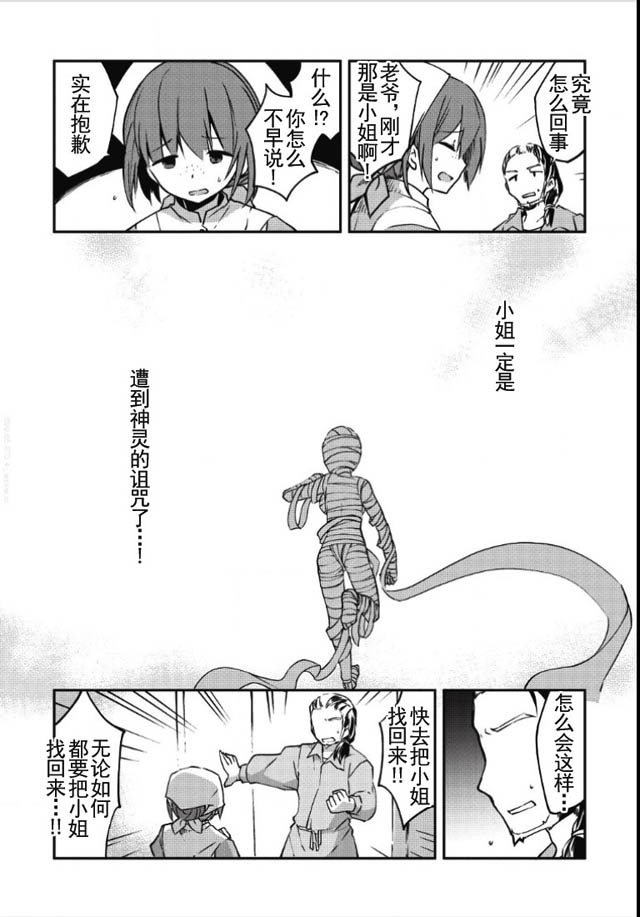 究竟
怎么回事
老爷，刚才
那是小姐啊！
什么!?
你怎么
不早说！
实在抱歉
小姐一定是
遭到神灵的诅咒了…！
怎么会这样…
快去把小姐
找回来!!
无论如何
都要把小姐
找回来…!!